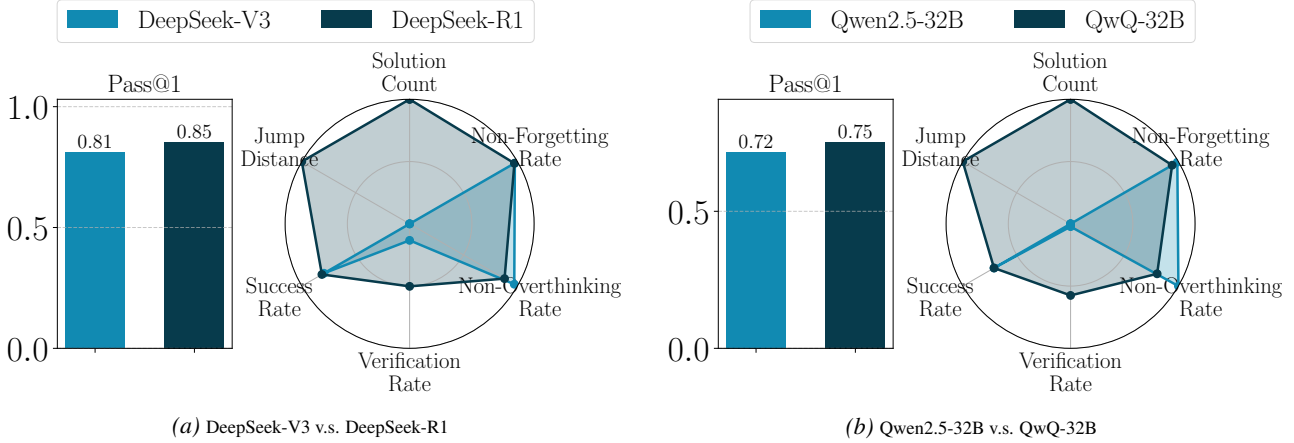 DeepSeek-V3
DeepSeek-R1
Pass@1
1.0
0.5
0.0
0.81
0.85
Solution
Count
Non-Forgetting
Rate
Jump
Distance
Success
Rate
Non-Overthinking
Rate
Verification
Rate
(a) DeepSeek-V3 v.s. DeepSeek-R1
Qwen2.5-32B
QwQ-32B
Pass@1
0.5
0.0
0.72
0.75
Solution
Count
Non-Forgetting
Rate
Jump
Distance
Success
Rate
Non-Overthinking
Rate
Verification
Rate
(b) Qwen2.5-32B v.s. QwQ-32B